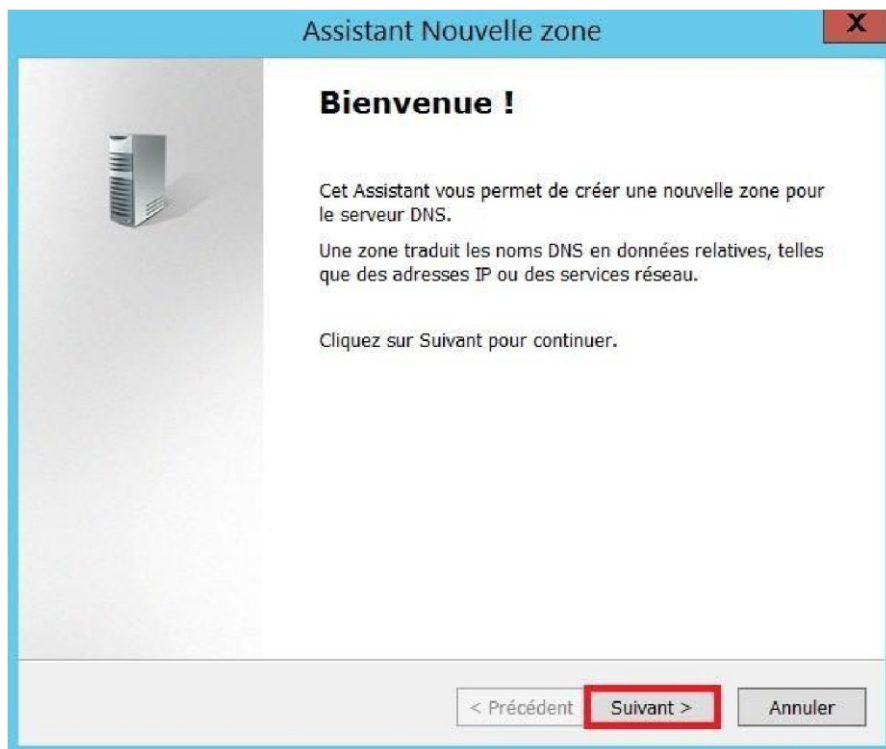 Assistant Nouvelle zone
X
Bienvenue !
Cet Assistant vous permet de créer une nouvelle zone pour
le serveur DNS.
Une zone traduit les noms DNS en données relatives, telles
que des adresses IP ou des services réseau.
Cliquez sur Suivant pour continuer.
< Précédent Suivant > Annuler